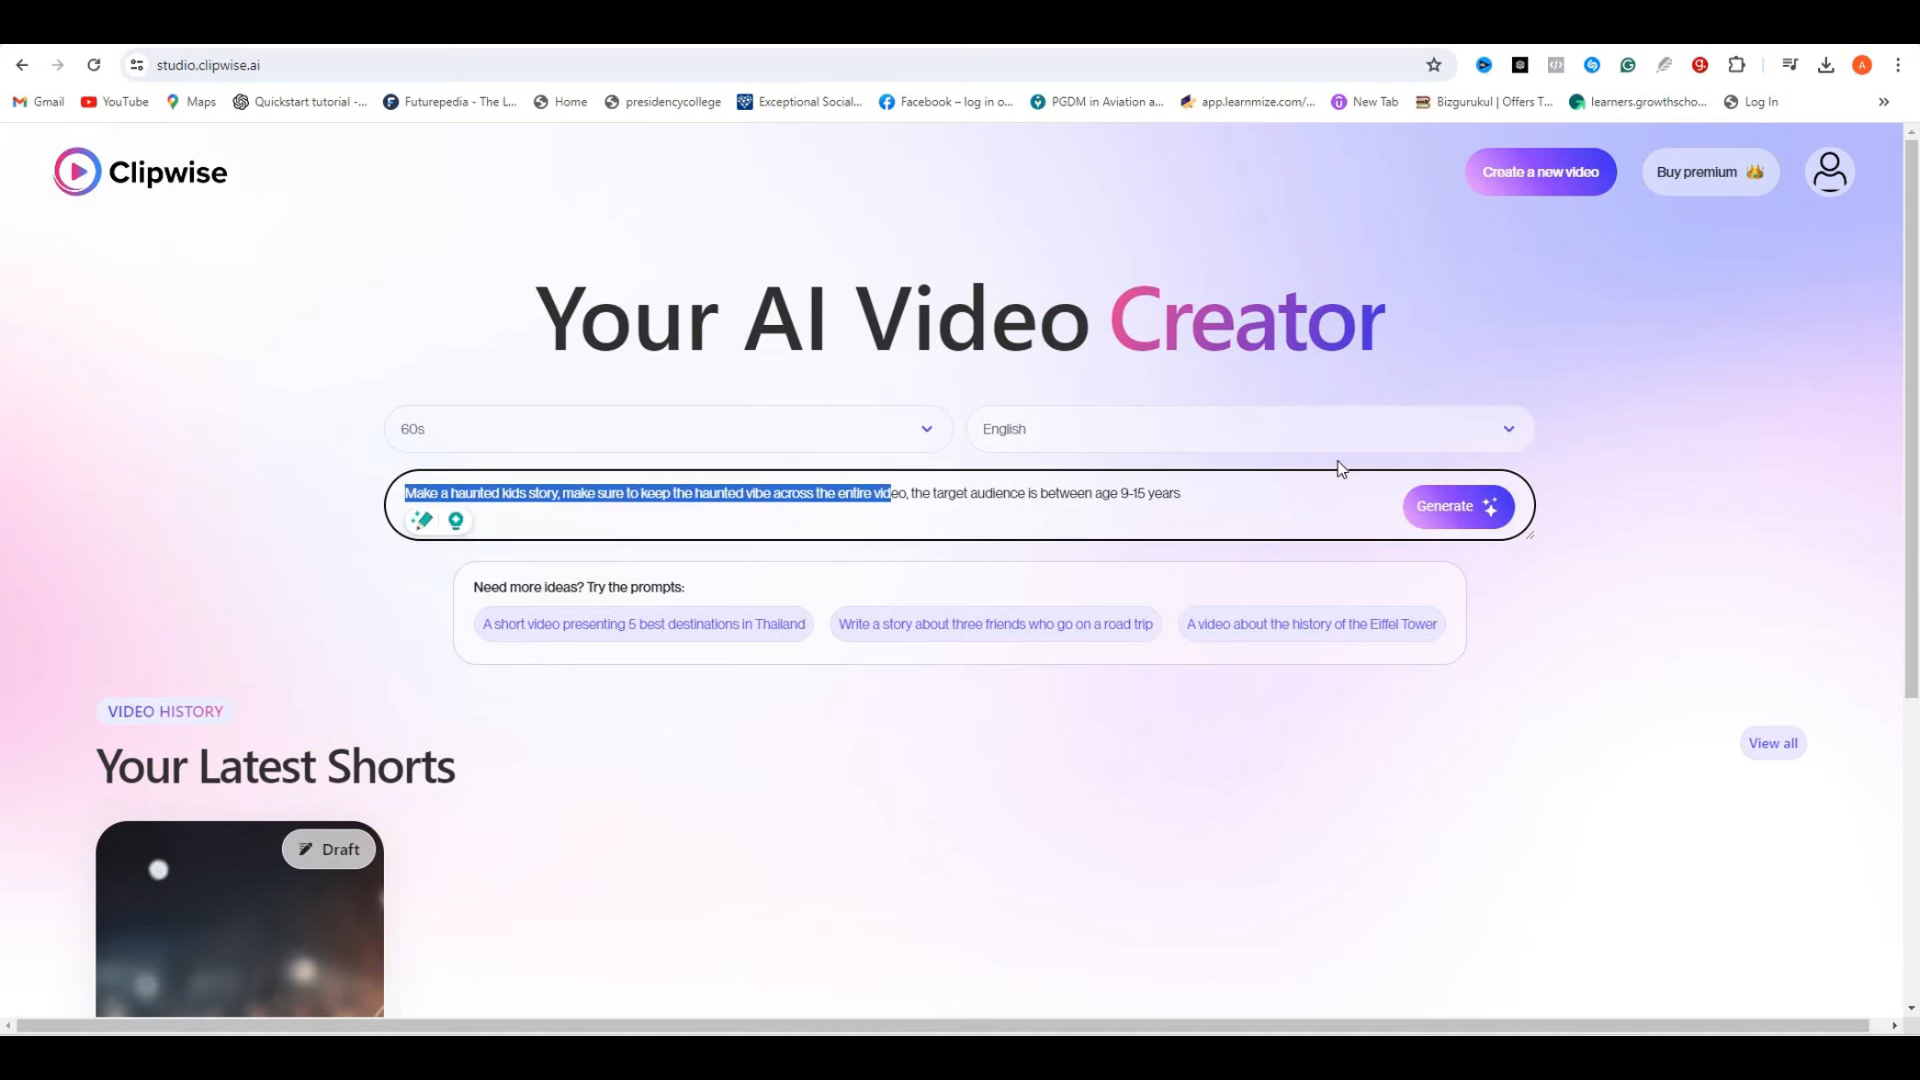 studio.clipwise.ai
Gmail
YouTube
Maps
Quickstart tutorial -...
Futurepedia - The L...
Home
presidencycollege
Exceptional Social...
Facebook – log in o...
PGDM in Aviation a...
app.learnmize.com/...
New Tab
Bizgurukul | Offers T...
learners.growthscho...
Log In
A
Clipwise
Create a new video
Buy premium
Your AI Video Creator
60s
English
Make a haunted kids story, make sure to keep the haunted vibe across the entire video, the target audience is between age 9-15 years
Generate
Need more ideas? Try the prompts:
A short video presenting 5 best destinations in Thailand
Write a story about three friends who go on a road trip
A video about the history of the Eiffel Tower
VIDEO HISTORY
Your Latest Shorts
View all
Draft